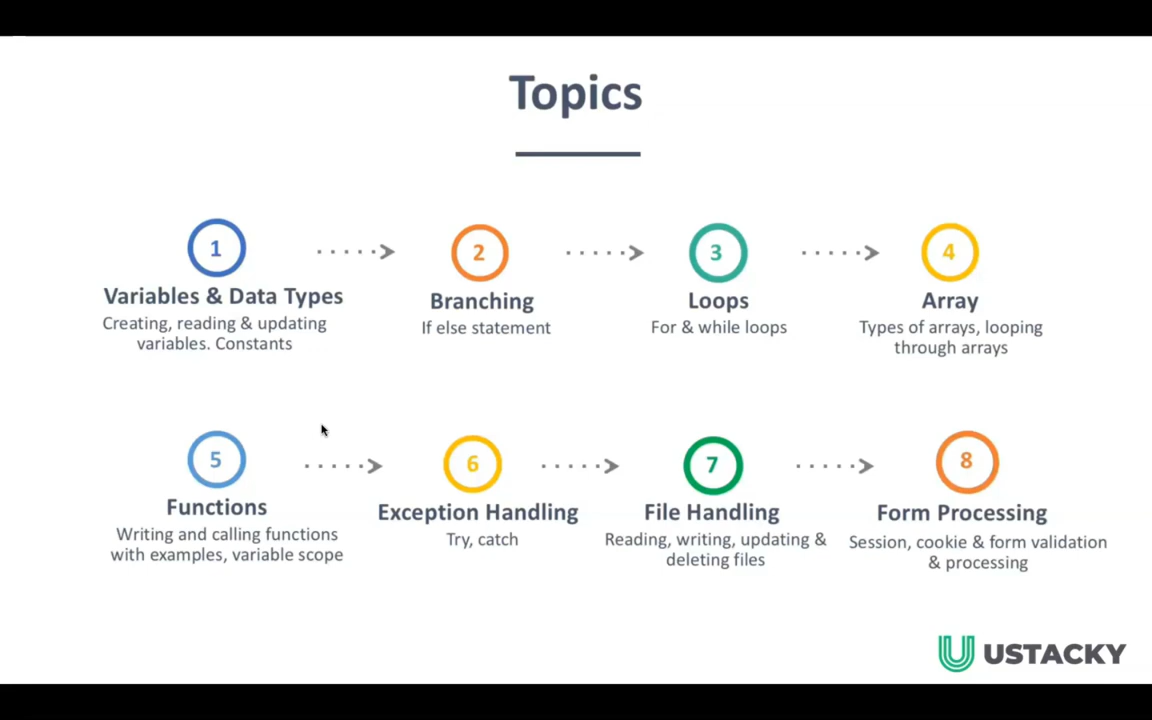 Topics
1
2
3
4
Variables & Data Types
Creating, reading & updating
variables. Constants
Branching
If else statement
Loops
For & while loops
Array
Types of arrays, looping
through arrays
5
6
7
8
Functions
Writing and calling functions
with examples, variable scope
Exception Handling
Try, catch
File Handling
Reading, writing, updating &
deleting files
Form Processing
Session, cookie & form validation
& processing
USTACKY